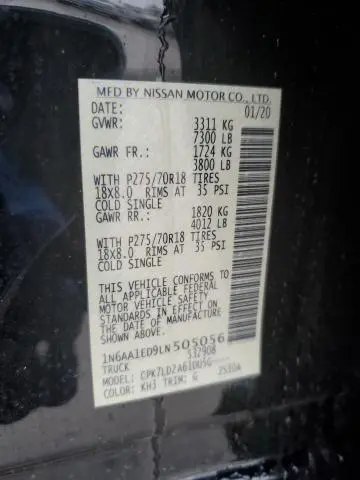 MFD BY NISSAN MOTOR CO., LTD.
DATE: 01/20
GVWR: 3311 KG
7300 LB
GAWR FR.: 1724 KG
3800 LB
WITH P275/70R18 TIRES
18X8.0 RIMS AT 35 PSI
COLD SINGLE
GAWR RR.: 1820 KG
4012 LB
WITH P275/70R18 TIRES
18X8.0 RIMS AT 35 PSI
COLD SINGLE
THIS VEHICLE CONFORMS TO
ALL APPLICABLE FEDERAL
MOTOR VEHICLE SAFETY
STANDARDS IN EFFECT ON
THE DATE OF MANUFACTURE
SHOWN ABOVE.
1N6AA1ED9LN505056
TRUCK 532908
MODEL:
COLOR: KH3 TRIM: G